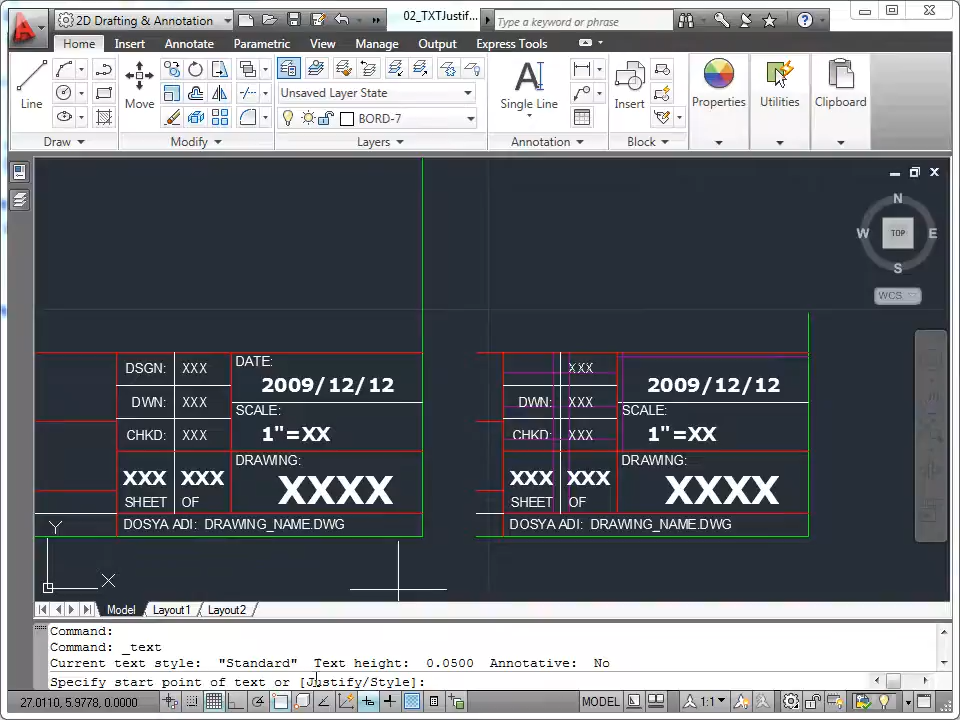 2D Drafting & Annotation
02_TXTJustif...
Type a keyword or phrase
Home Insert Annotate Parametric View Manage Output Express Tools
Line Move Unsaved Layer State Single Line Insert Properties Utilities Clipboard
BORD-7
Draw Modify Layers Annotation Block
N
W TOP E
S
WCS
DSGN: XXX DATE:
2009/12/12
DWN: XXX SCALE:
CHKD: XXX 1"=XX
DRAWING:
XXX XXX XXXX
SHEET OF
DOSYA ADI: DRAWING_NAME.DWG
XXX
2009/12/12
DWN: XXX SCALE:
CHKD: XXX 1"=XX
DRAWING:
XXX XXX XXXX
SHEET OF
DOSYA ADI: DRAWING_NAME.DWG
Y
X
Model Layout1 Layout2
Command:
Command: _text
Current text style: "Standard" Text height: 0.0500 Annotative: No
Specify start point of text or [Justify/Style]:
27.0110, 5.9778, 0.0000 MODEL 1:1